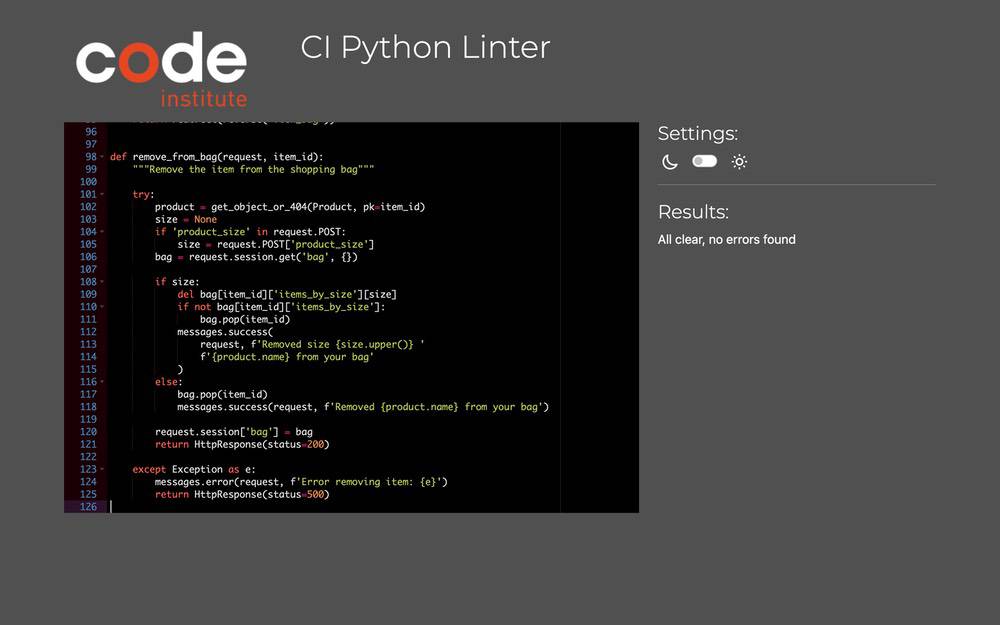 code
institute
CI Python Linter
96
97
98 def remove_from_bag(request, item_id):
99     """Remove the item from the shopping bag"""
100
101     try:
102         product = get_object_or_404(Product, pk=item_id)
103         size = None
104         if 'product_size' in request.POST:
105             size = request.POST['product_size']
106         bag = request.session.get('bag', {})
107
108         if size:
109             del bag[item_id]['items_by_size'][size]
110             if not bag[item_id]['items_by_size']:
111                 bag.pop(item_id)
112             messages.success(
113                 request, f'Removed size {size.upper()} '
114                 f'{product.name} from your bag'
115             )
116         else:
117             bag.pop(item_id)
118             messages.success(request, f'Removed {product.name} from your bag')
119
120         request.session['bag'] = bag
121         return HttpResponse(status=200)
122
123     except Exception as e:
124         messages.error(request, f'Error removing item: {e}')
125         return HttpResponse(status=500)
126
Settings:
Results:
All clear, no errors found